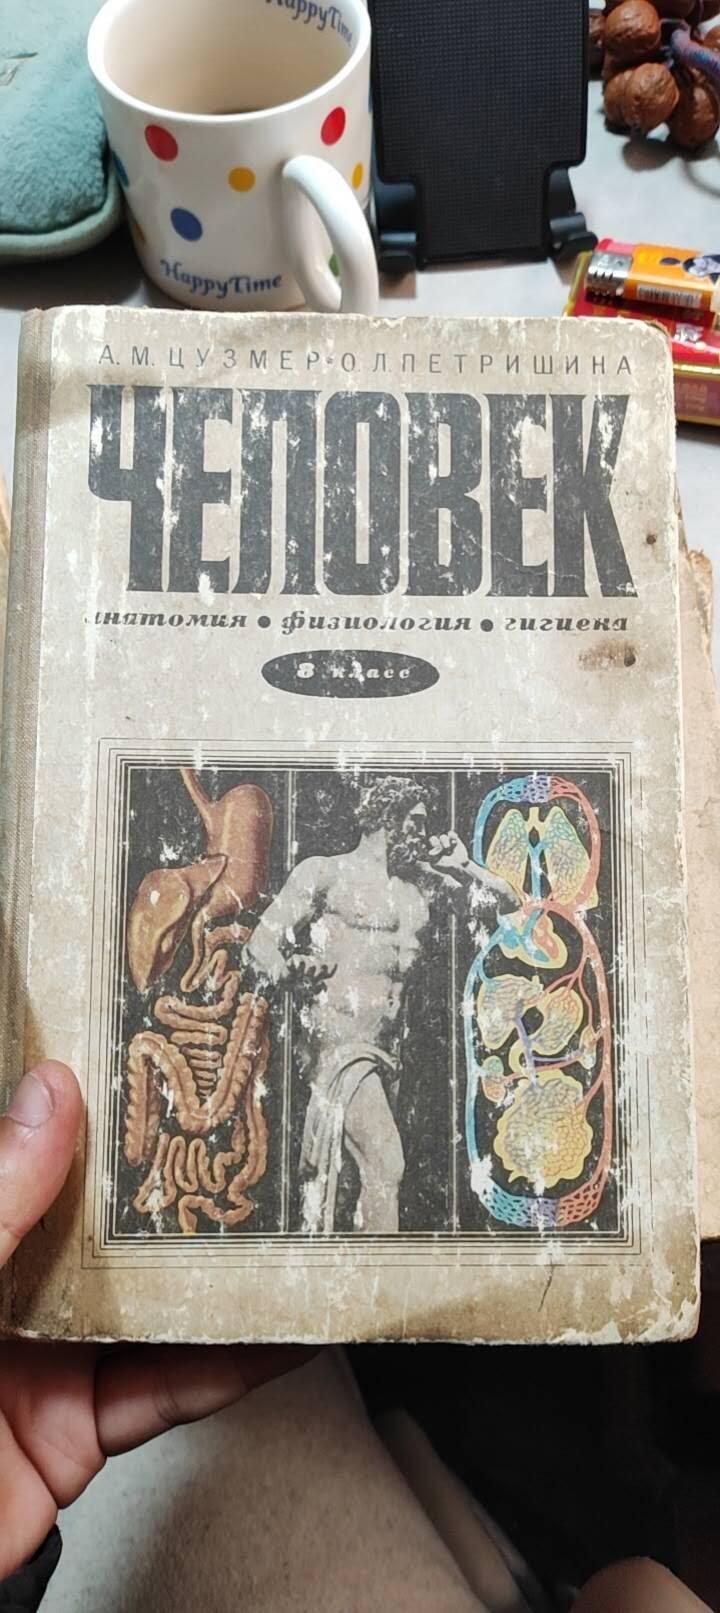 HappyTime
HappyTime
А. М. ЦУЗМЕР • О. Л. ПЕТРИШИНА
ЧЕЛОВЕК
анатомия • физиология • гигиена
8 класс